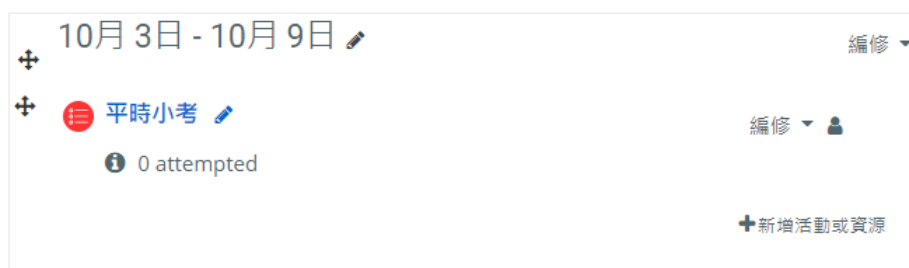 10月 3日 - 10月 9日
編修
平時小考
編修
0 attempted
新增活動或資源